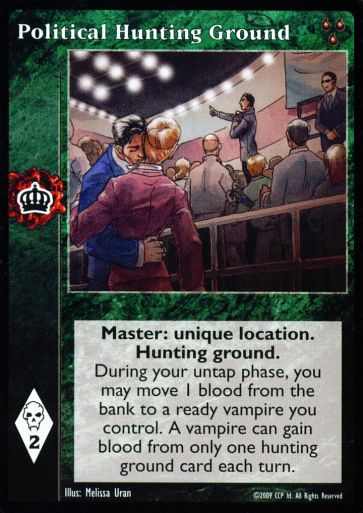 Political Hunting Ground
Master: unique location.
Hunting ground.
During your untap phase, you
may move 1 blood from the
bank to a ready vampire you
control. A vampire can gain
blood from only one hunting
ground card each turn.
2
Illus: Melissa Uran
©2009 CCP hf. All Rights Reserved